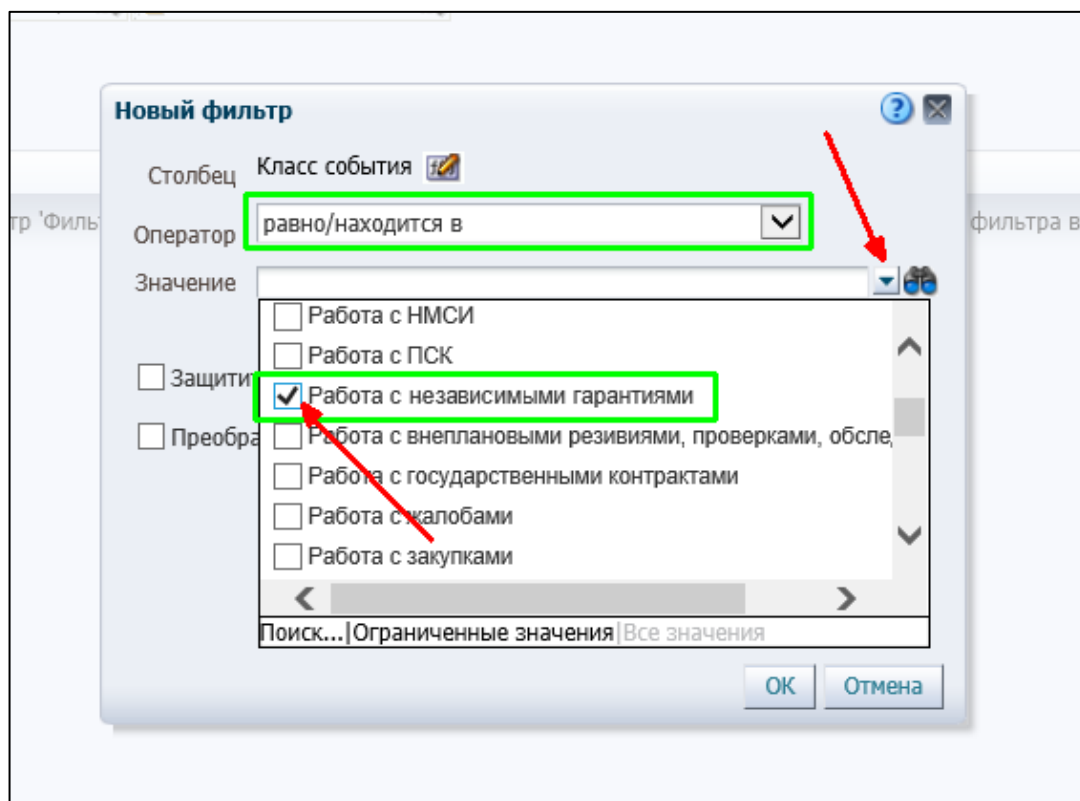 Новый фильтр
?
Столбец Класс события
тр 'Филь
Оператор равно/находится в
фильтра в
Значение
Работа с НМСИ
Работа с ПСК
Защити
Работа с независимыми гарантиями
Преобра
Работа с внеплановыми резивиями, проверками, обслед
Работа с государственными контрактами
Работа с жалобами
Работа с закупками
Поиск...|Ограниченные значения|Все значения
ОК Отмена